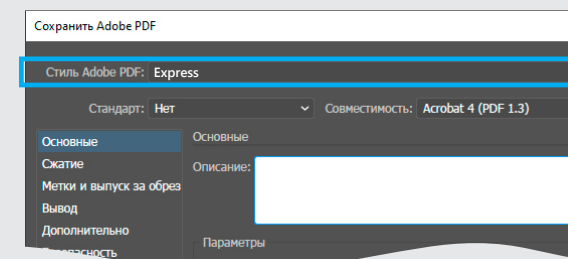 Сохранить Adobe PDF
Стиль Adobe PDF: Express
Стандарт: Нет Совместимость: Acrobat 4 (PDF 1.3)
Основные Основные
Сжатие Описание:
Метки и выпуск за обрез
Вывод
Дополнительно
Параметры